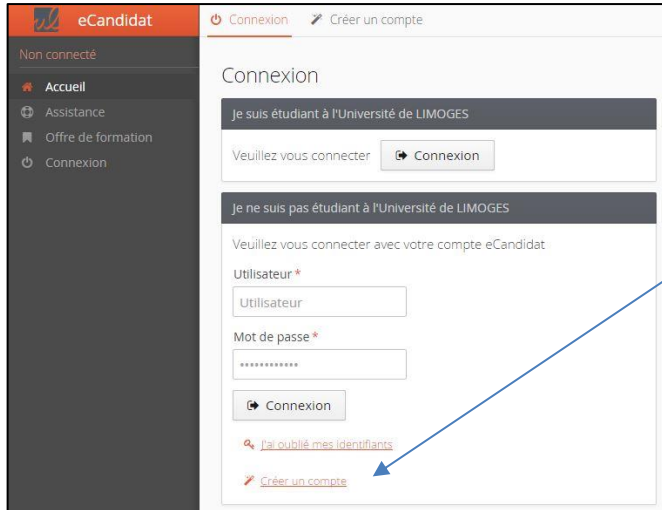 eCandidat
Connexion
Créer un compte
Non connecté
Accueil
Assistance
Offre de formation
Connexion
Connexion
Je suis étudiant à l'Université de LIMOGES
Veuillez vous connecter
Connexion
Je ne suis pas étudiant à l'Université de LIMOGES
Veuillez vous connecter avec votre compte eCandidat
Utilisateur *
Utilisateur
Mot de passe *
••••••••••••
Connexion
J'ai oublié mes identifiants
Créer un compte